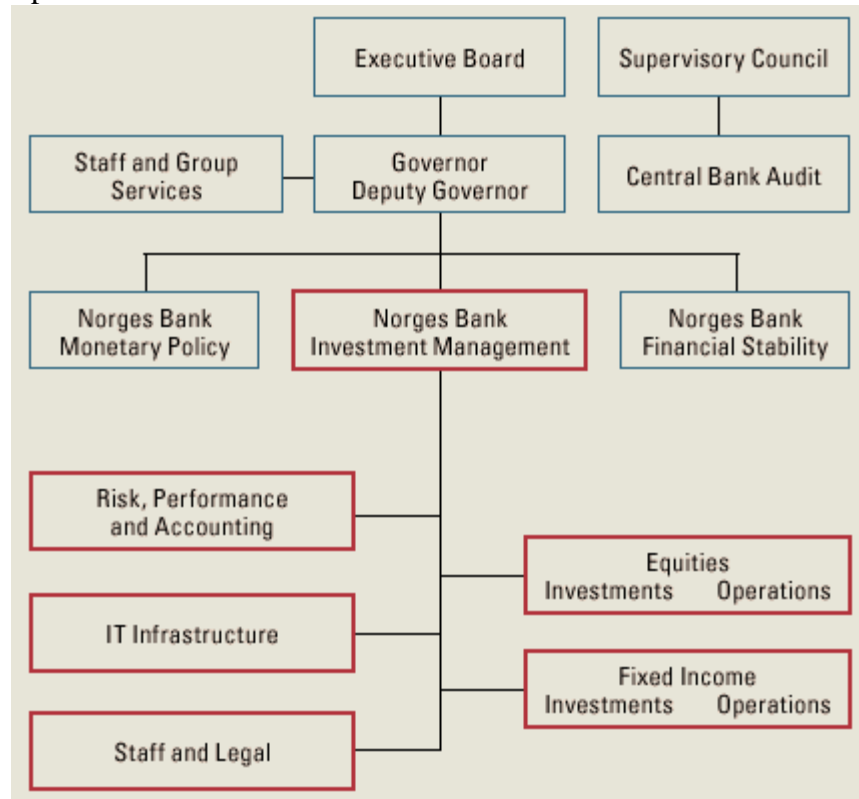 Executive Board
Supervisory Council
Staff and Group
Services
Governor
Deputy Governor
Central Bank Audit
Norges Bank
Monetary Policy
Norges Bank
Investment Management
Norges Bank
Financial Stability
Risk, Performance
and Accounting
Equities
Investments Operations
IT Infrastructure
Fixed Income
Investments Operations
Staff and Legal